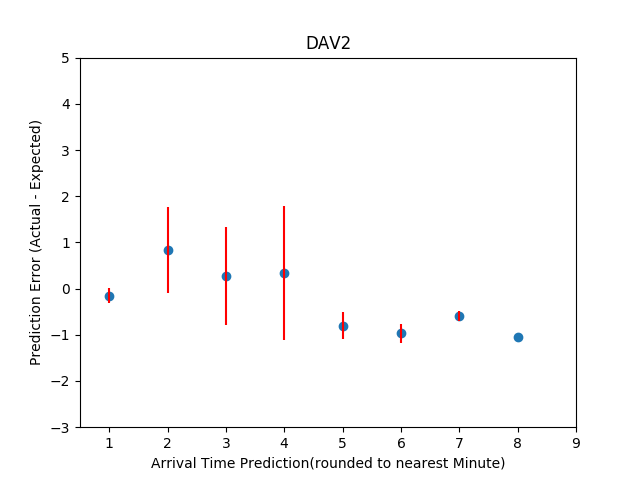 DAV2
Prediction Error (Actual - Expected)
5
4
3
2
1
0
−1
−2
−3
1 2 3 4 5 6 7 8 9
Arrival Time Prediction(rounded to nearest Minute)